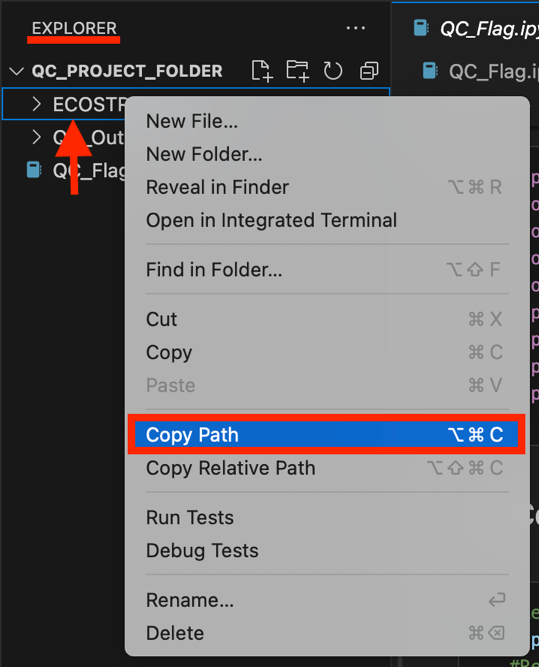 EXPLORER ...
QC_Flag.ipy
QC_PROJECT_FOLDER
QC_Flag.ip
ECOSTR
New File...
New Folder...
Reveal in Finder ⌥⌘R
Open in Integrated Terminal
Find in Folder... ⌥⇧F
Cut ⌘X
Copy ⌘C
Paste ⌘V
Copy Path ⌥⌘C
Copy Relative Path ⌥⇧⌘C
Run Tests
Debug Tests
Rename... ↩
Delete ⌘⌫
Out
QC_Flag